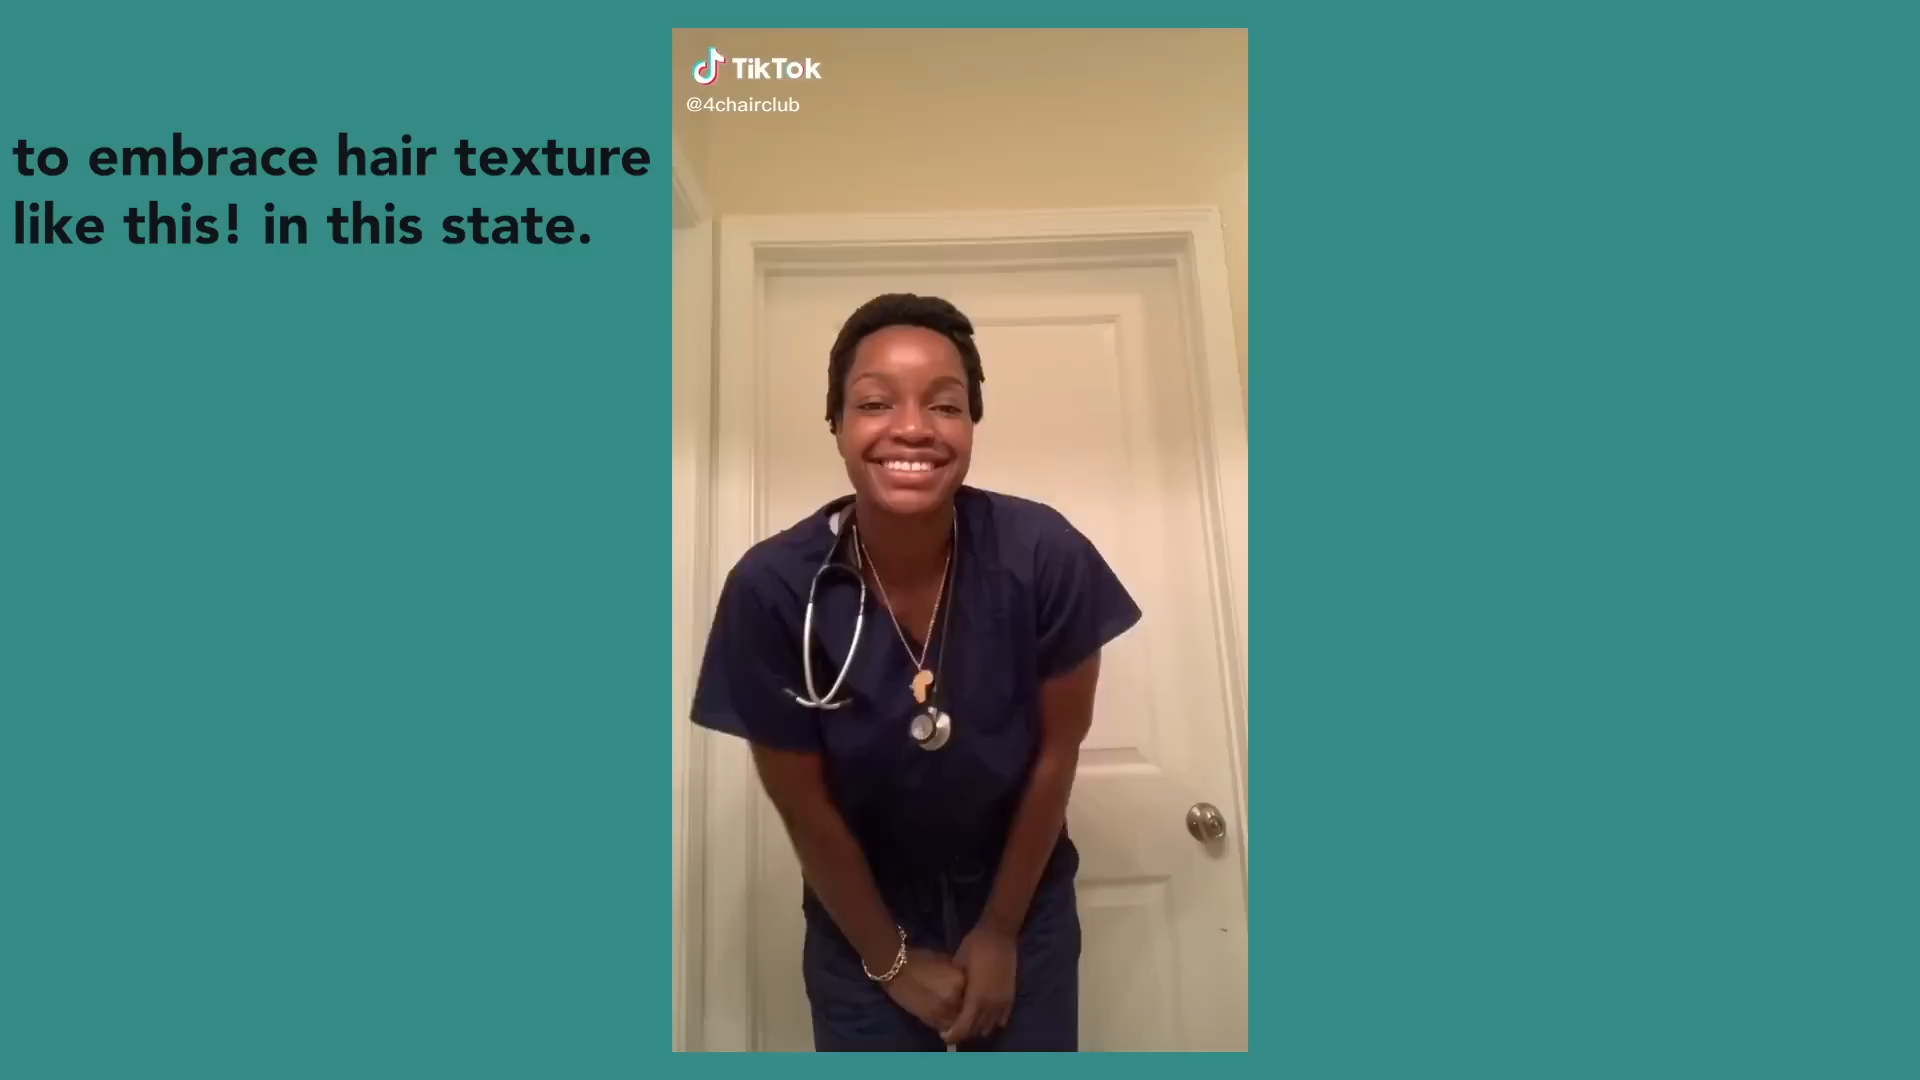 to embrace hair texture
like this! in this state.
TikTok
@4chairclub